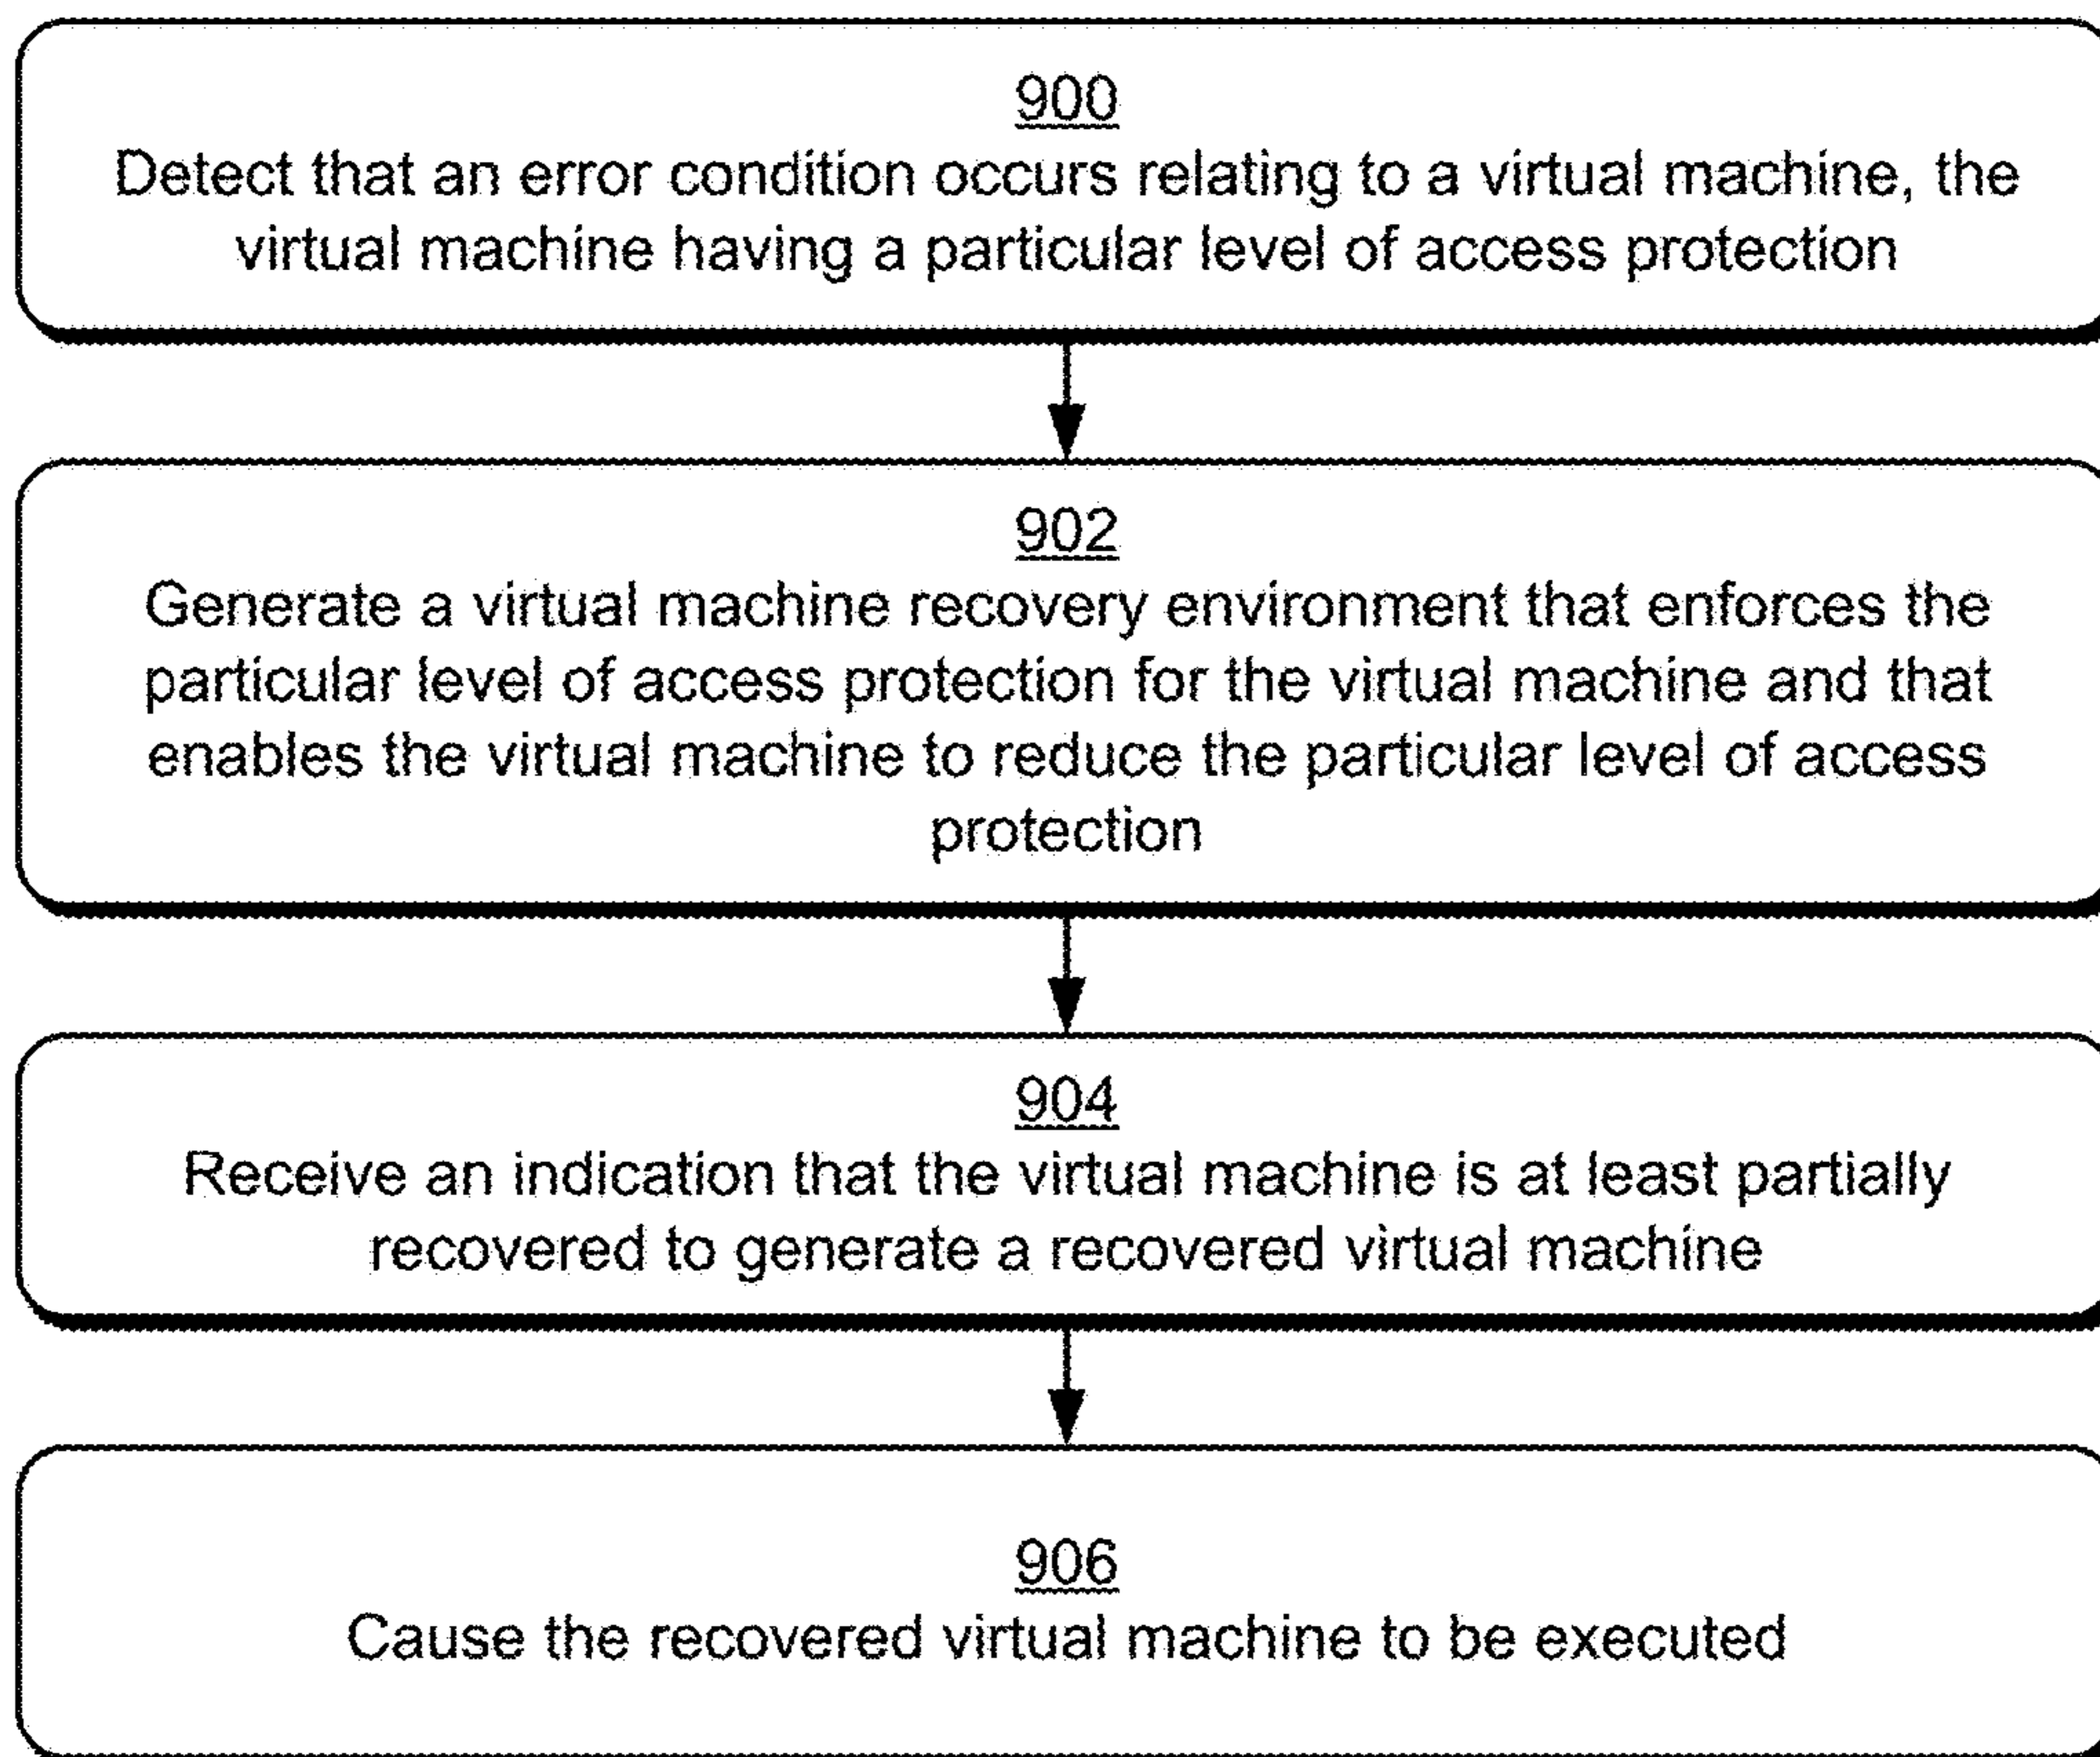 900
Detect that an error condition occurs relating to a virtual machine, the
virtual machine having a particular level of access protection
902
Generate a virtual machine recovery environment that enforces the
particular level of access protection for the virtual machine and that
enables the virtual machine to reduce the particular level of access
protection
904
Receive an indication that the virtual machine is at least partially
recovered to generate a recovered virtual machine
906
Cause the recovered virtual machine to be executed